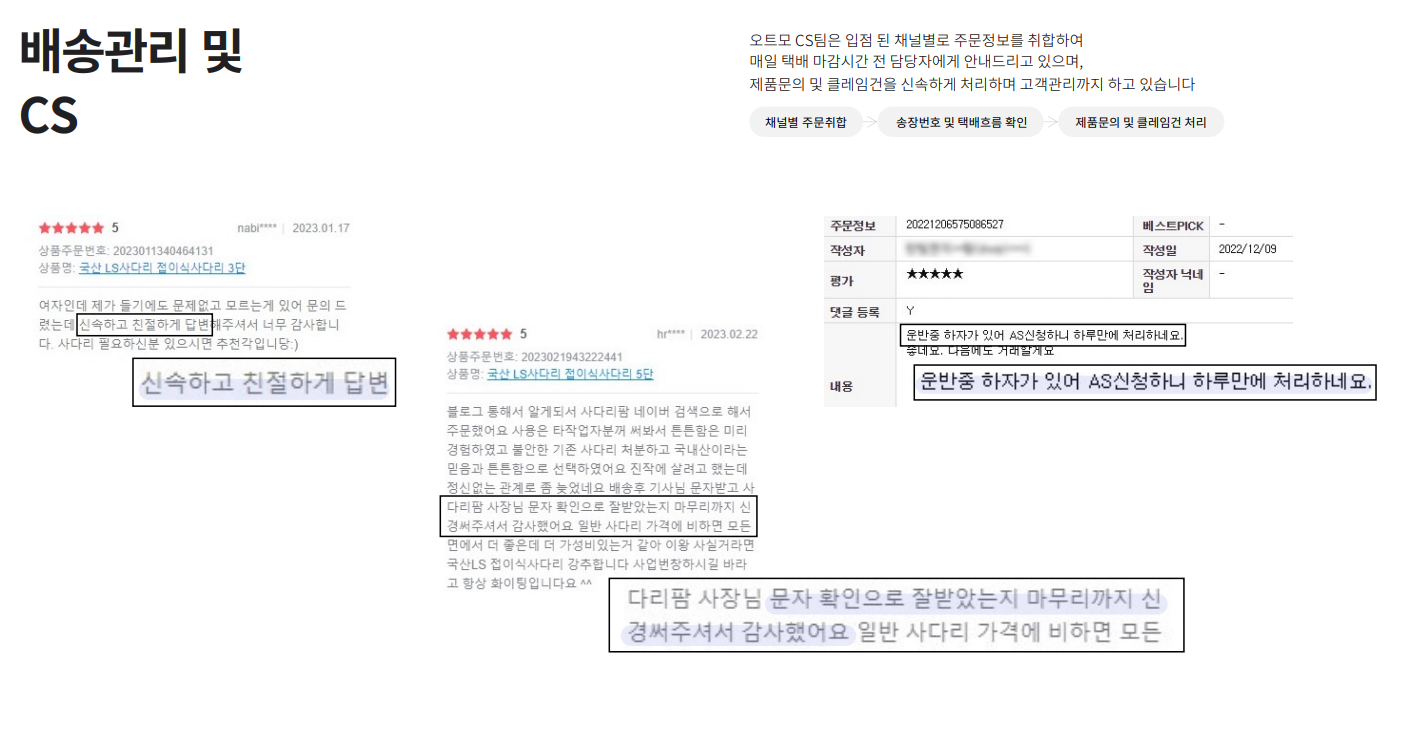 배송관리 및
CS
오트모 CS팀은 입점 된 채널별로 주문정보를 취합하여
매일 택배 마감시간 전 담당자에게 안내드리고 있으며,
제품문의 및 클레임건을 신속하게 처리하며 고객관리까지 하고 있습니다
채널별 주문취합 → 송장번호 및 택배흐름 확인 → 제품문의 및 클레임건 처리
★★★★★ 5 nabi**** | 2023.01.17
상품주문번호: 2023011340464131
상품명: 국산 LS사다리 접이식사다리 3단
여자인데 제가 들기에도 문제없고 모르는게 있어 문의 드
렸는데 신속하고 친절하게 답변해주셔서 너무 감사합니
다. 사다리 필요하신분 있으시면 추천각입니당:)
신속하고 친절하게 답변
★★★★★ 5 hr**** | 2023.02.22
상품주문번호: 2023021943222441
상품명: 국산 LS사다리 접이식사다리 5단
블로그 통해서 알게되서 사다리팜 네이버 검색으로 해서
주문했어요 사용은 타작업자분꺼 써봐서 튼튼함은 미리
경험하였고 불안한 기존 사다리 처분하고 국내산이라는
믿음과 튼튼함으로 선택하였어요 진작에 살려고 했는데
정신없는 관계로 좀 늦었네요 배송후 기사님 문자받고 사
다리팜 사장님 문자 확인으로 잘받았는지 마무리까지 신
경써주셔서 감사했어요 일반 사다리 가격에 비하면 모든
면에서 더 좋은데 더 가성비있는거 같아 이왕 사실거라면
국산LS 접이식사다리 강추합니다 사업번창하시길 바라
고 항상 화이팅입니다요 ^^
다리팜 사장님 문자 확인으로 잘받았는지 마무리까지 신
경써주셔서 감사했어요 일반 사다리 가격에 비하면 모든
주문정보 20221206575086527 베스트PICK -
작성자 작성일 2022/12/09
평가 ★★★★★ 작성자 닉네
임 -
댓글 등록 Y
내용 운반중 하자가 있어 AS신청하니 하루만에 처리하네요.
좋네요. 다음에도 거래할게요
운반중 하자가 있어 AS신청하니 하루만에 처리하네요.